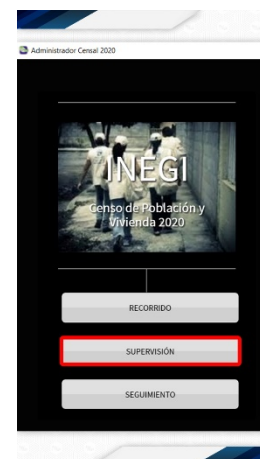 Administrador Censal 2020
INEGI
Censo de Población y
Vivienda 2020
RECORRIDO
SUPERVISIÓN
SEGUIMIENTO